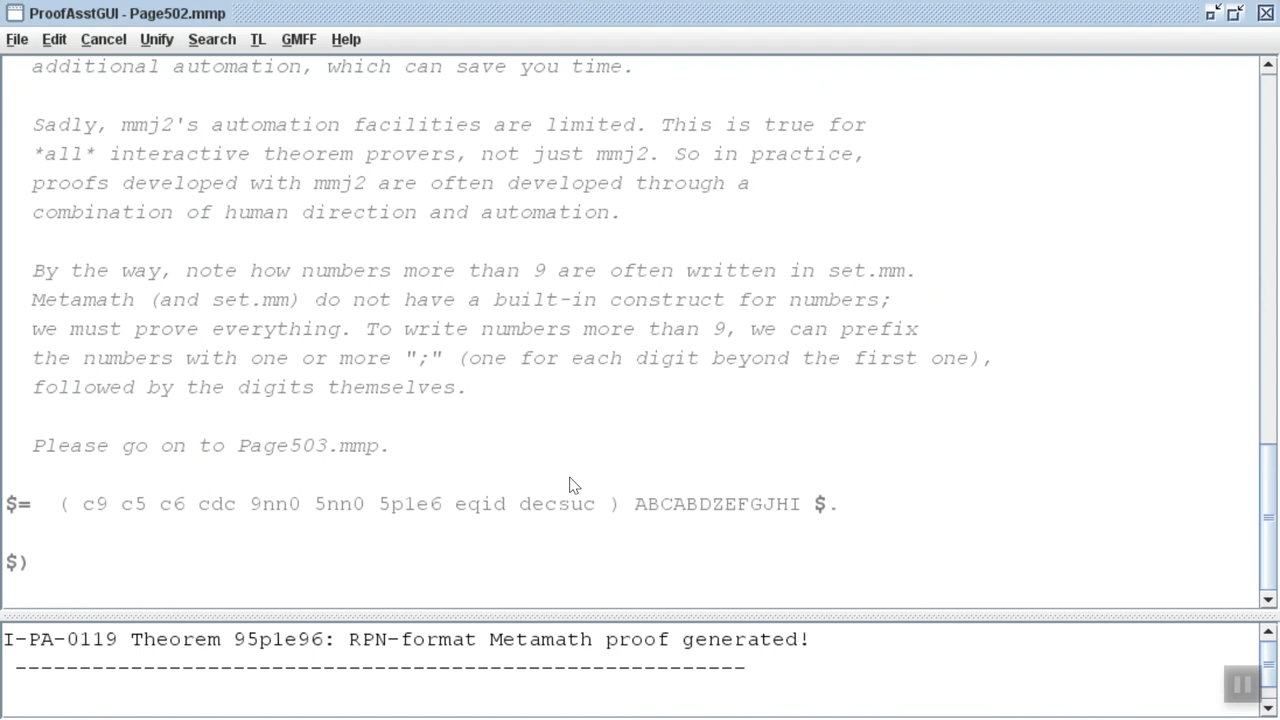 ProofAsstGUI - Page502.mmp
File Edit Cancel Unify Search TL GMFF Help
additional automation, which can save you time.
Sadly, mmj2's automation facilities are limited. This is true for
*all* interactive theorem provers, not just mmj2. So in practice,
proofs developed with mmj2 are often developed through a
combination of human direction and automation.
By the way, note how numbers more than 9 are often written in set.mm.
Metamath (and set.mm) do not have a built-in construct for numbers;
we must prove everything. To write numbers more than 9, we can prefix
the numbers with one or more ";" (one for each digit beyond the first one),
followed by the digits themselves.
Please go on to Page503.mmp.
$= ( c9 c5 c6 cdc 9nn0 5nn0 5p1e6 eqid decsuc ) ABCABDZEFGJHI $.
$)
I-PA-0119 Theorem 95p1e96: RPN-format Metamath proof generated!
---------------------------------------------------------